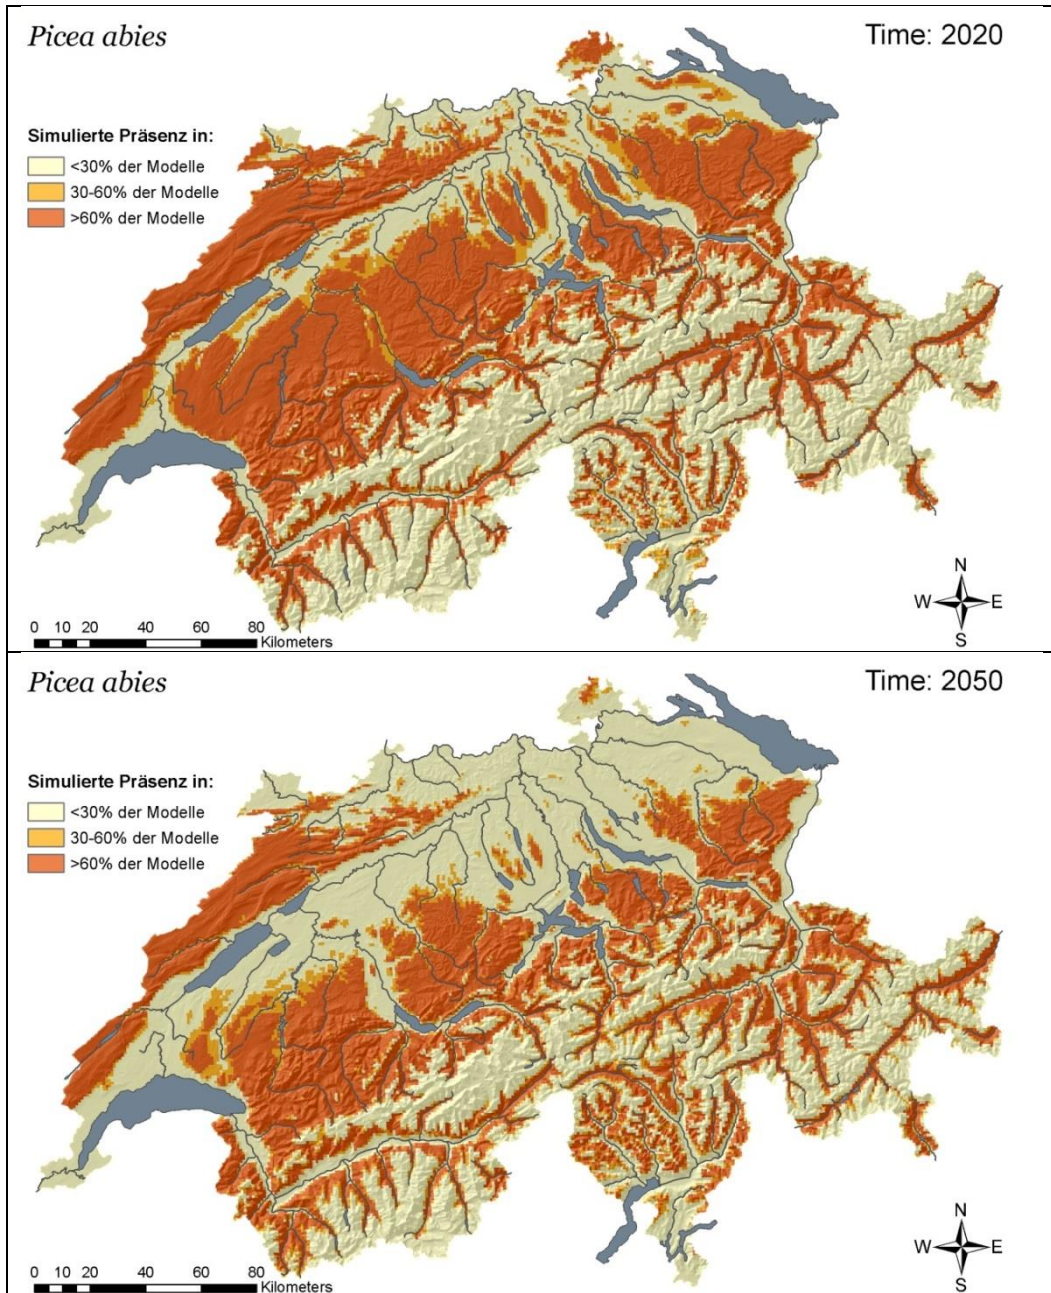 Picea abies
Time: 2020
Simulierte Präsenz in:
<30% der Modelle
30-60% der Modelle
>60% der Modelle
N
W E
S
0 10 20 40 60 80
Kilometers
Picea abies
Time: 2050
Simulierte Präsenz in:
<30% der Modelle
30-60% der Modelle
>60% der Modelle
N
W E
S
0 10 20 40 60 80
Kilometers